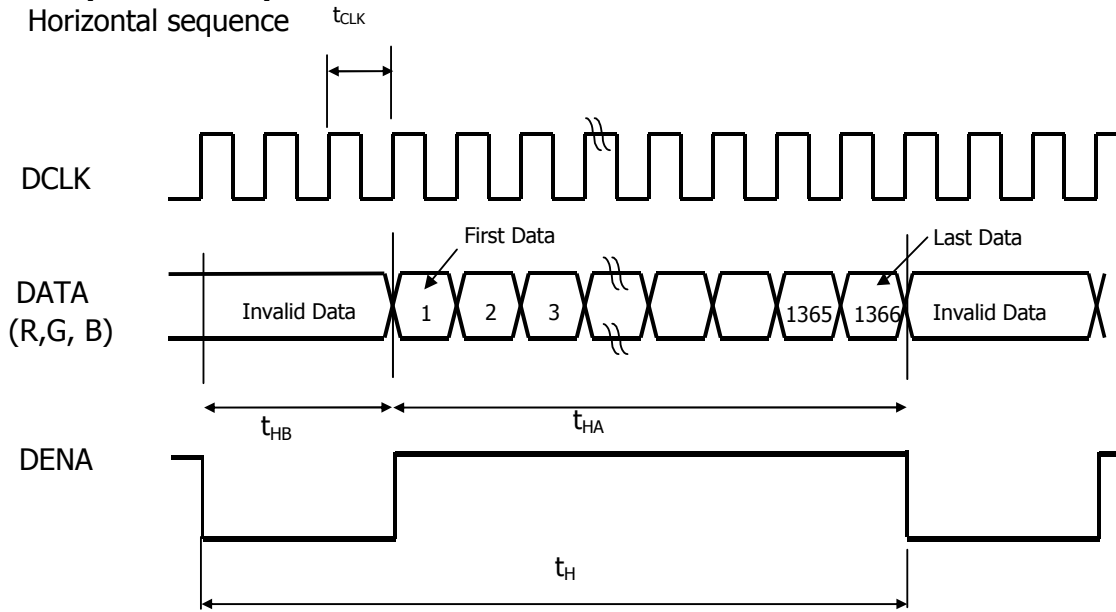 Horizontal sequence
tCLK
DCLK
First Data
Last Data
DATA
(R,G, B)
Invalid Data 1 2 3 1365 1366 Invalid Data
tHB
tHA
DENA
tH